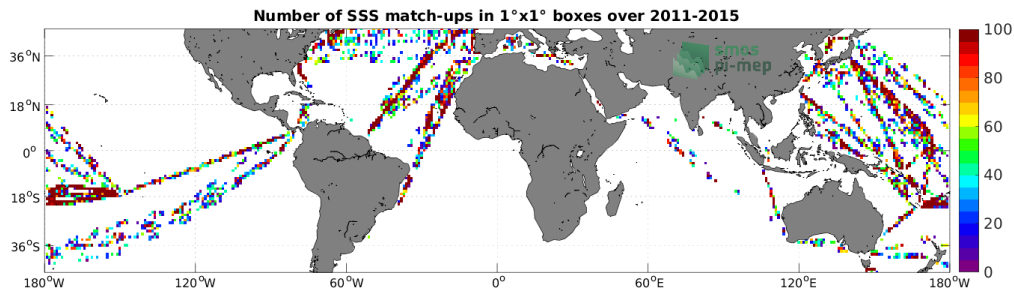 Number of SSS match-ups in 1°x1° boxes over 2011-2015
smos
pi-mep
36°N
18°N
0°
18°S
36°S
180°W
120°W
60°W
0°
60°E
120°E
180°W
100
80
60
40
20
0